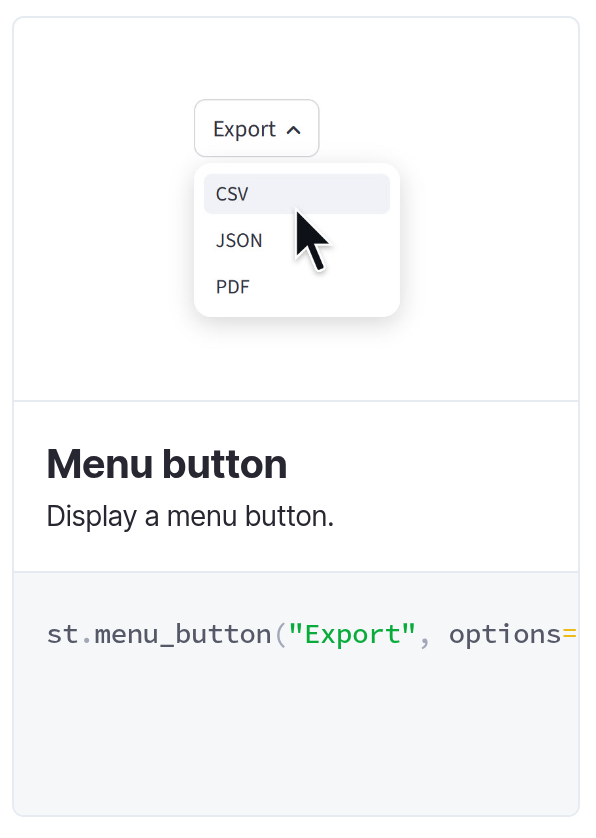 Export
CSV
JSON
PDF
Menu button
Display a menu button.
st.menu_button("Export", options=